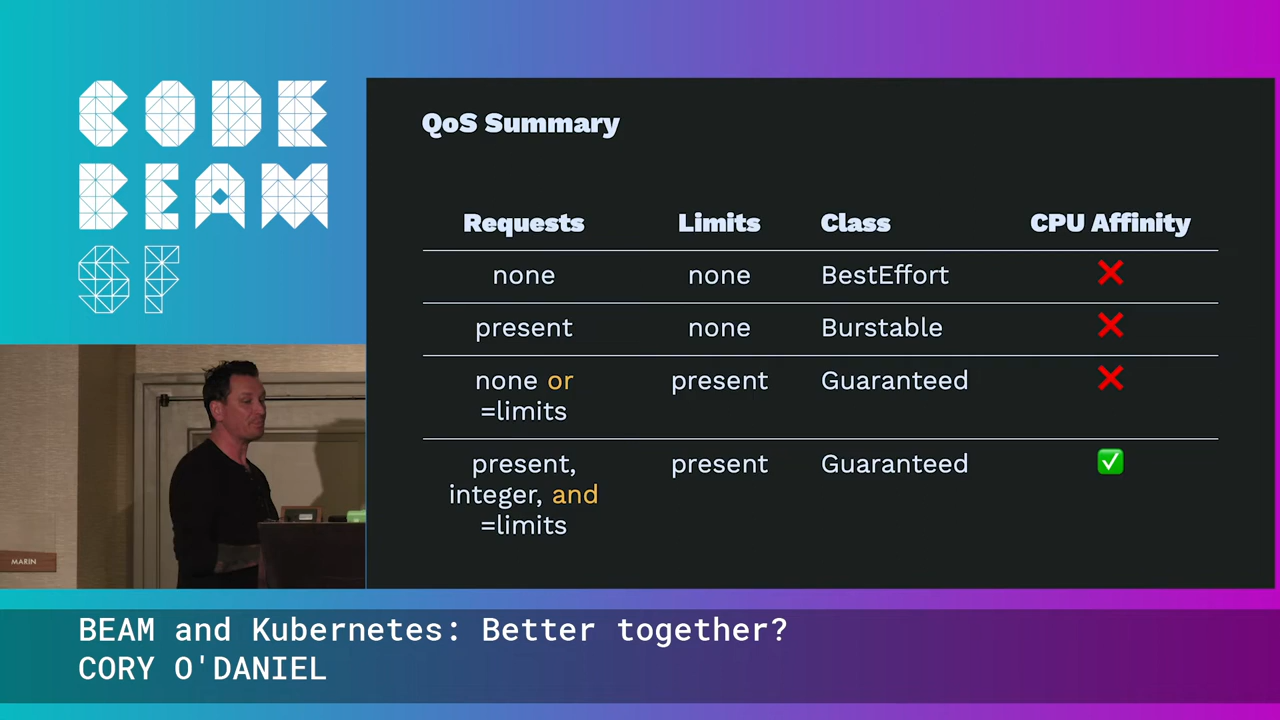 CODE
BEAM
SF
QoS Summary
Requests Limits Class CPU Affinity
none none BestEffort
present none Burstable
none or present Guaranteed
=limits
present, present Guaranteed
integer, and
=limits
MARIN
BEAM and Kubernetes: Better together?
CORY O'DANIEL